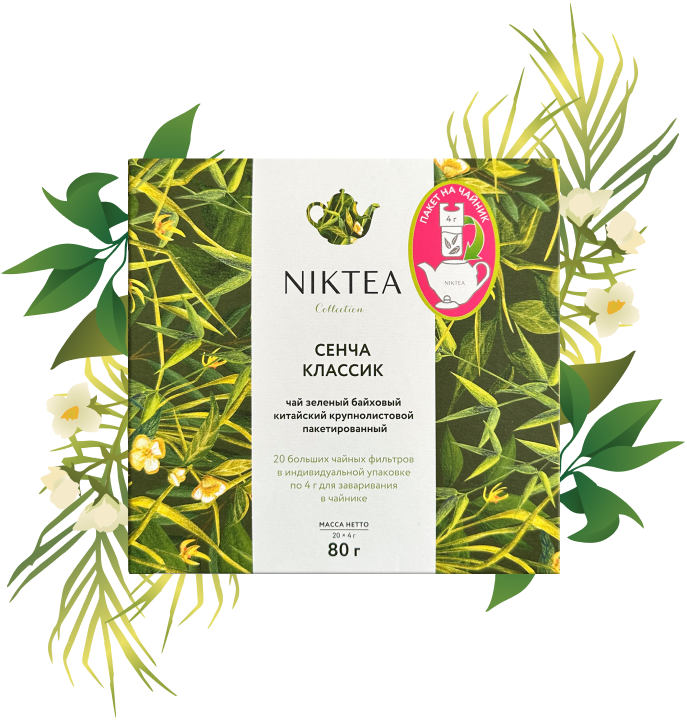 ПАКЕТ НА ЧАЙНИК
4 г
NIKTEA
NIKTEA
Collection
СЕНЧА
КЛАССИК
чай зеленый байховый
китайский крупнолистовой
пакетированный
20 больших чайных фильтров
в индивидуальной упаковке
по 4 г для заваривания
в чайнике
МАССА НЕТТО
20 × 4 г
80 г